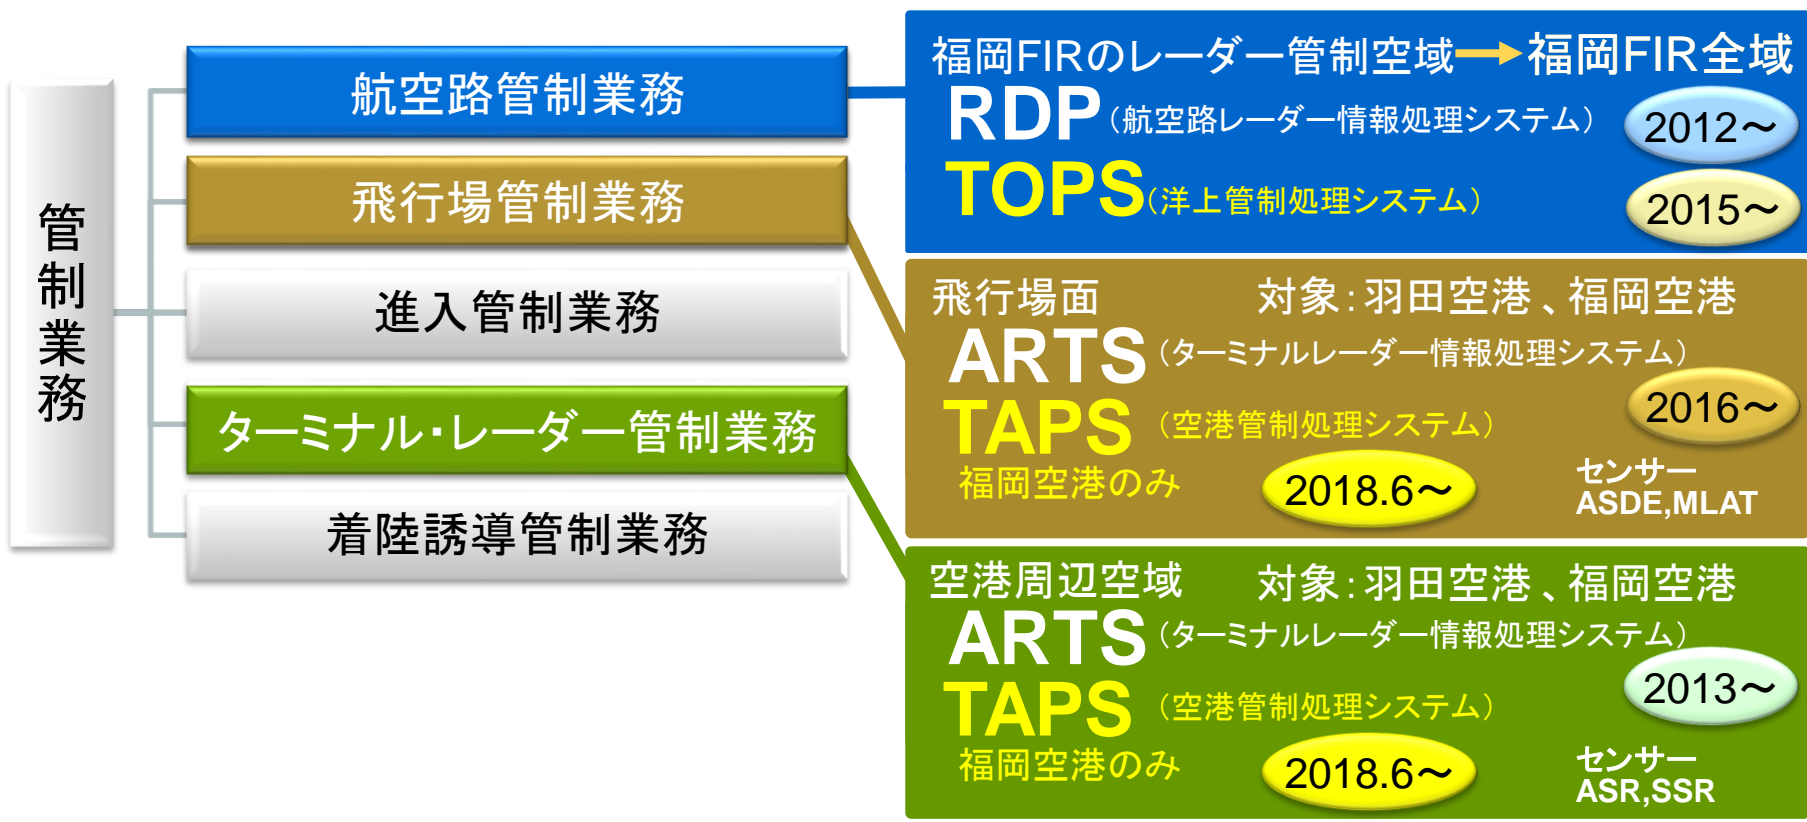 管制業務
航空路管制業務
飛行場管制業務
進入管制業務
ターミナル・レーダー管制業務
着陸誘導管制業務
福岡FIRのレーダー管制空域→福岡FIR全域
RDP(航空路レーダー情報処理システム)
2012～
TOPS(洋上管制処理システム)
2015～
飛行場面 対象：羽田空港、福岡空港
ARTS(ターミナルレーダー情報処理システム)
2016～
TAPS(空港管制処理システム)
福岡空港のみ
2018.6～
センサー
ASDE,MLAT
空港周辺空域 対象：羽田空港、福岡空港
ARTS(ターミナルレーダー情報処理システム)
2013～
TAPS(空港管制処理システム)
福岡空港のみ
2018.6～
センサー
ASR,SSR